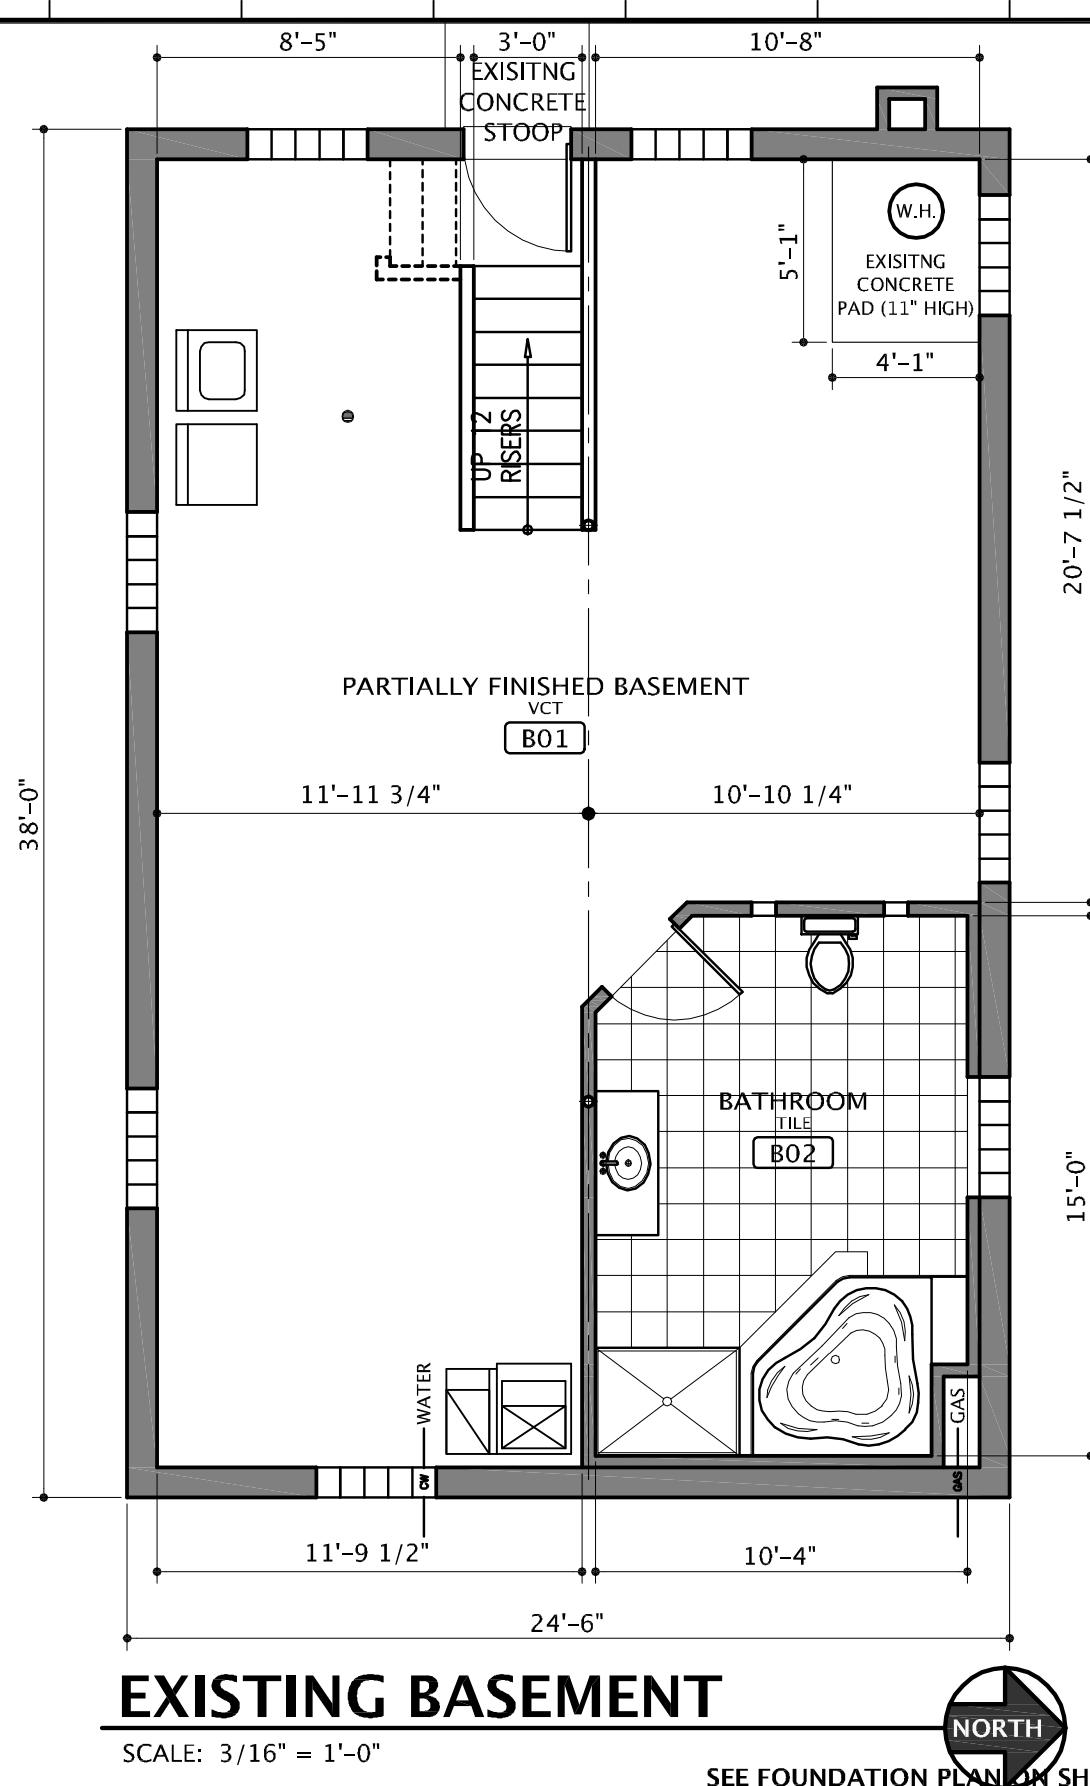 8'-5"
3'-0"
10'-8"
EXISITNG
CONCRETE
STOOP
W.H.
EXISITNG
CONCRETE
PAD (11" HIGH)
5'-1"
4'-1"
UP 2
RISERS
20'-7 1/2"
PARTIALLY FINISHED BASEMENT
VCT
B01
11'-11 3/4"
10'-10 1/4"
38'-0"
BATHROOM
TILE
B02
15'-0"
WATER
GAS
CW
GAS
11'-9 1/2"
10'-4"
24'-6"
EXISTING BASEMENT
SCALE: 3/16" = 1'-0"
NORTH
SEE FOUNDATION PLAN ON SH